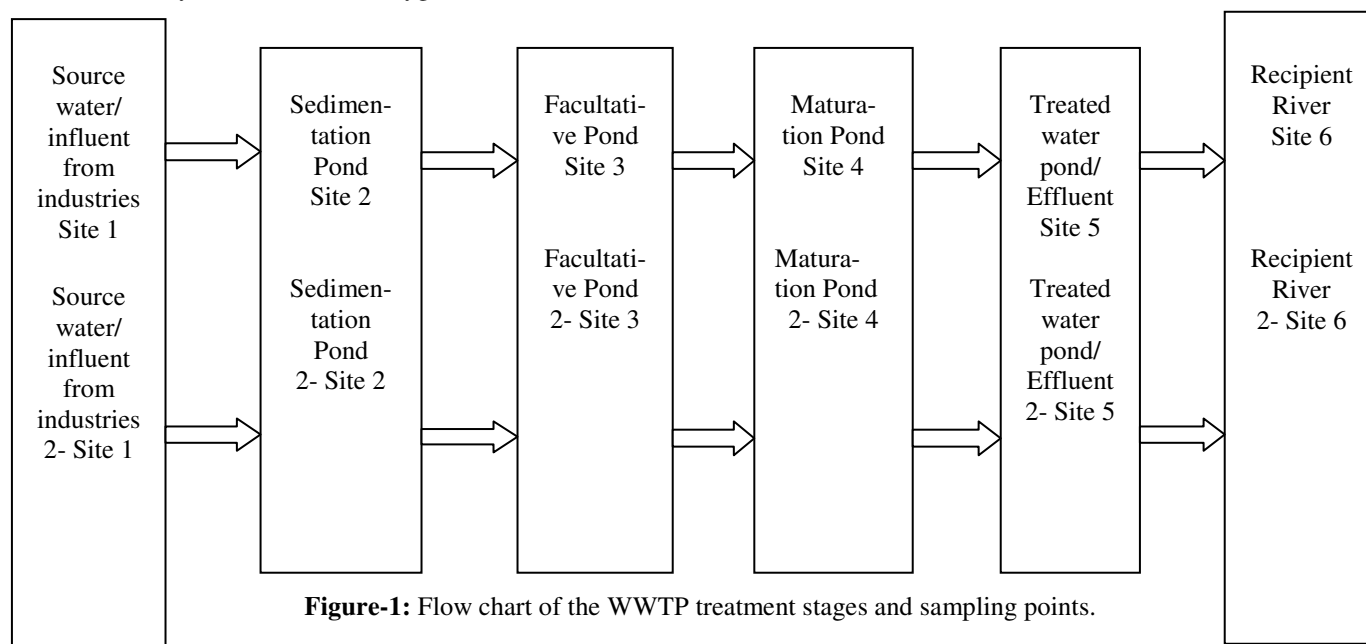 Source
water/
influent
from
industries
Site 1
Source
water/
influent
from
industries
2- Site 1
Sedimen-
tation
Pond
Site 2
Sedimen-
tation
Pond
2- Site 2
Facultati-
ve Pond
Site 3
Facultati-
ve Pond
2- Site 3
Matura-
tion Pond
Site 4
Matura-
tion Pond
2- Site 4
Treated
water
pond/
Effluent
Site 5
Treated
water
pond/
Effluent
2- Site 5
Recipient
River
Site 6
Recipient
River
2- Site 6
Figure-1: Flow chart of the WWTP treatment stages and sampling points.